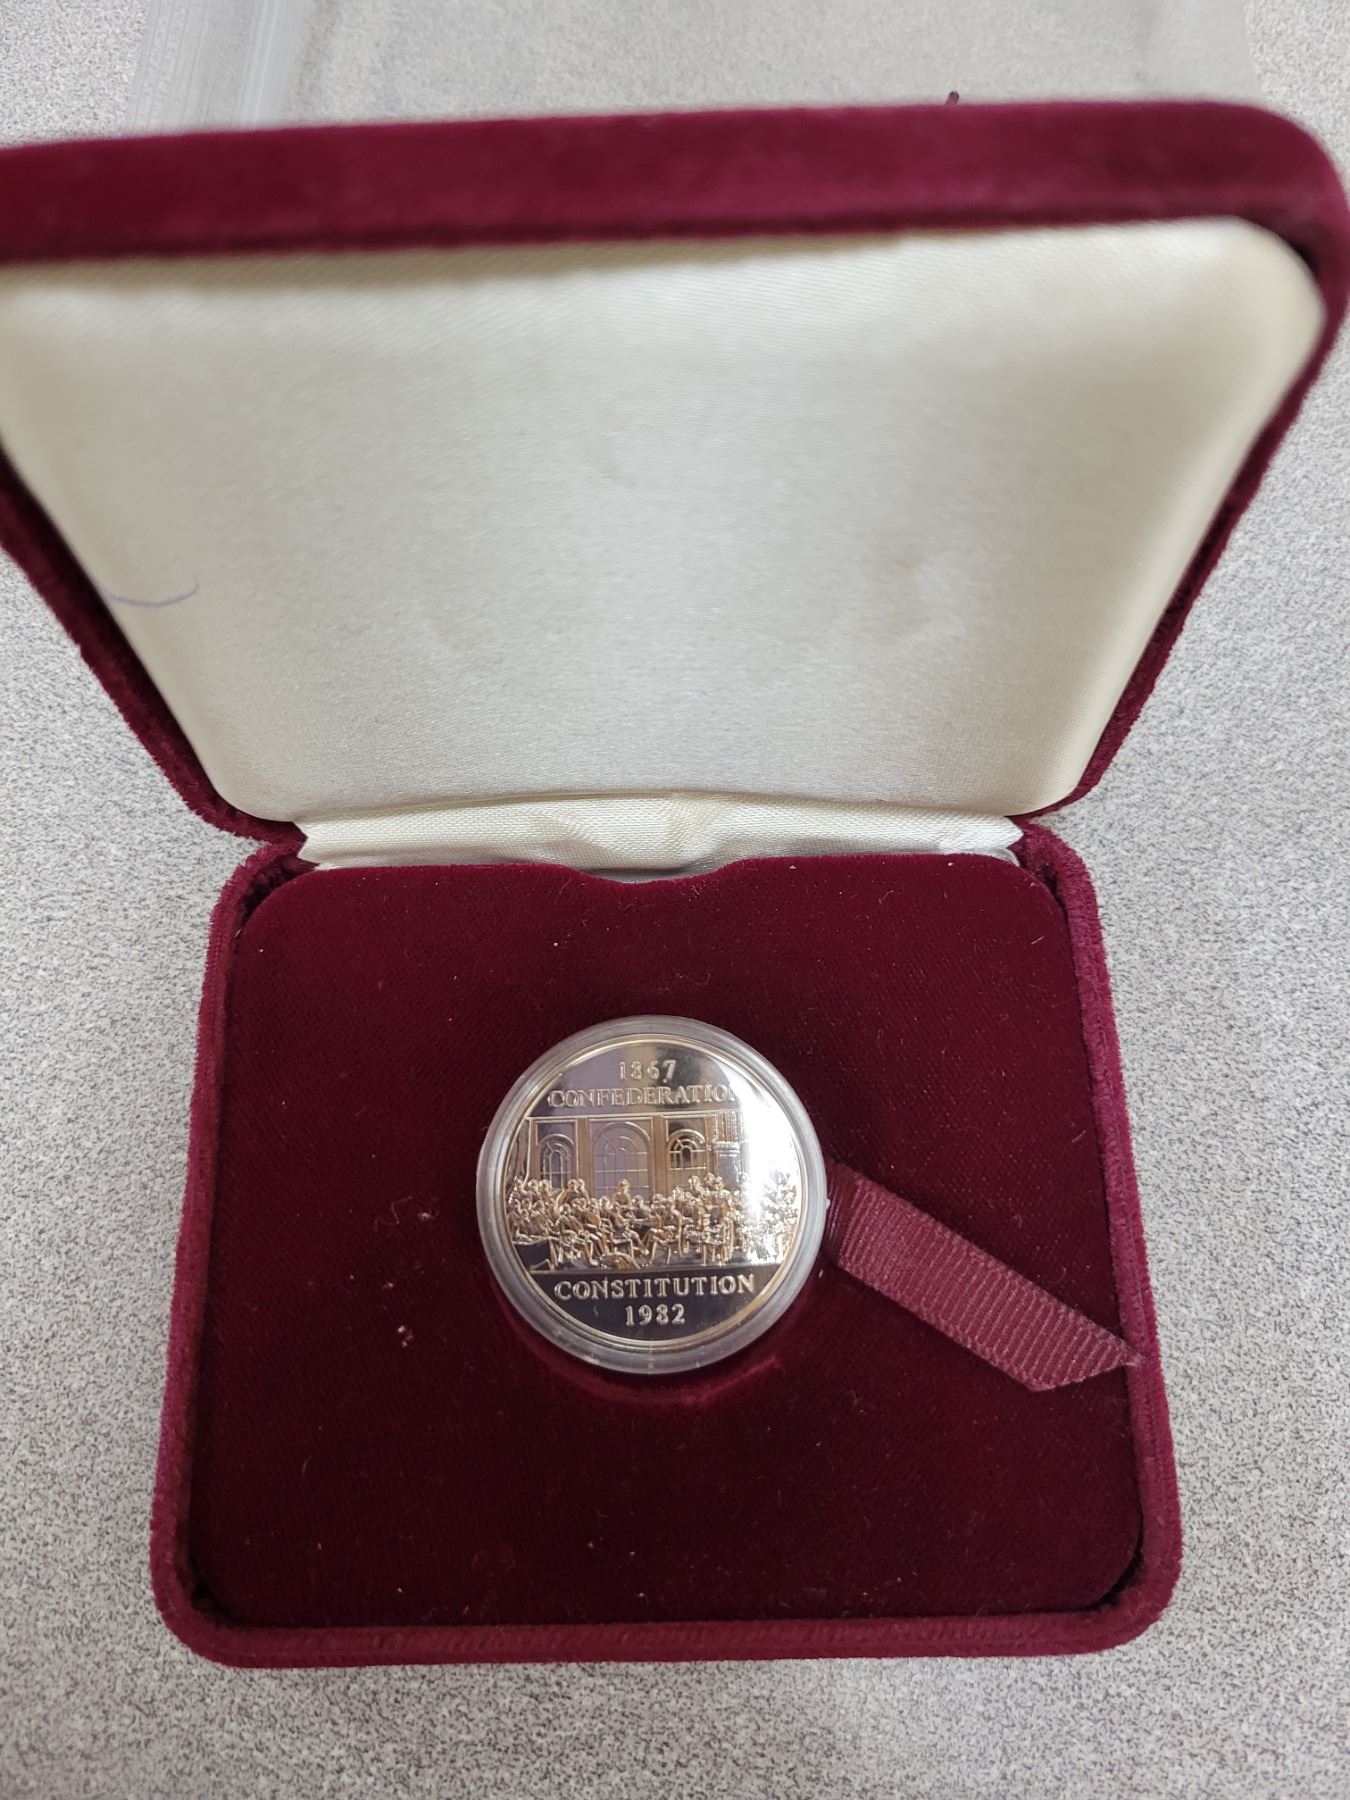 1867
CONFEDERATION
CONSTITUTION
1982